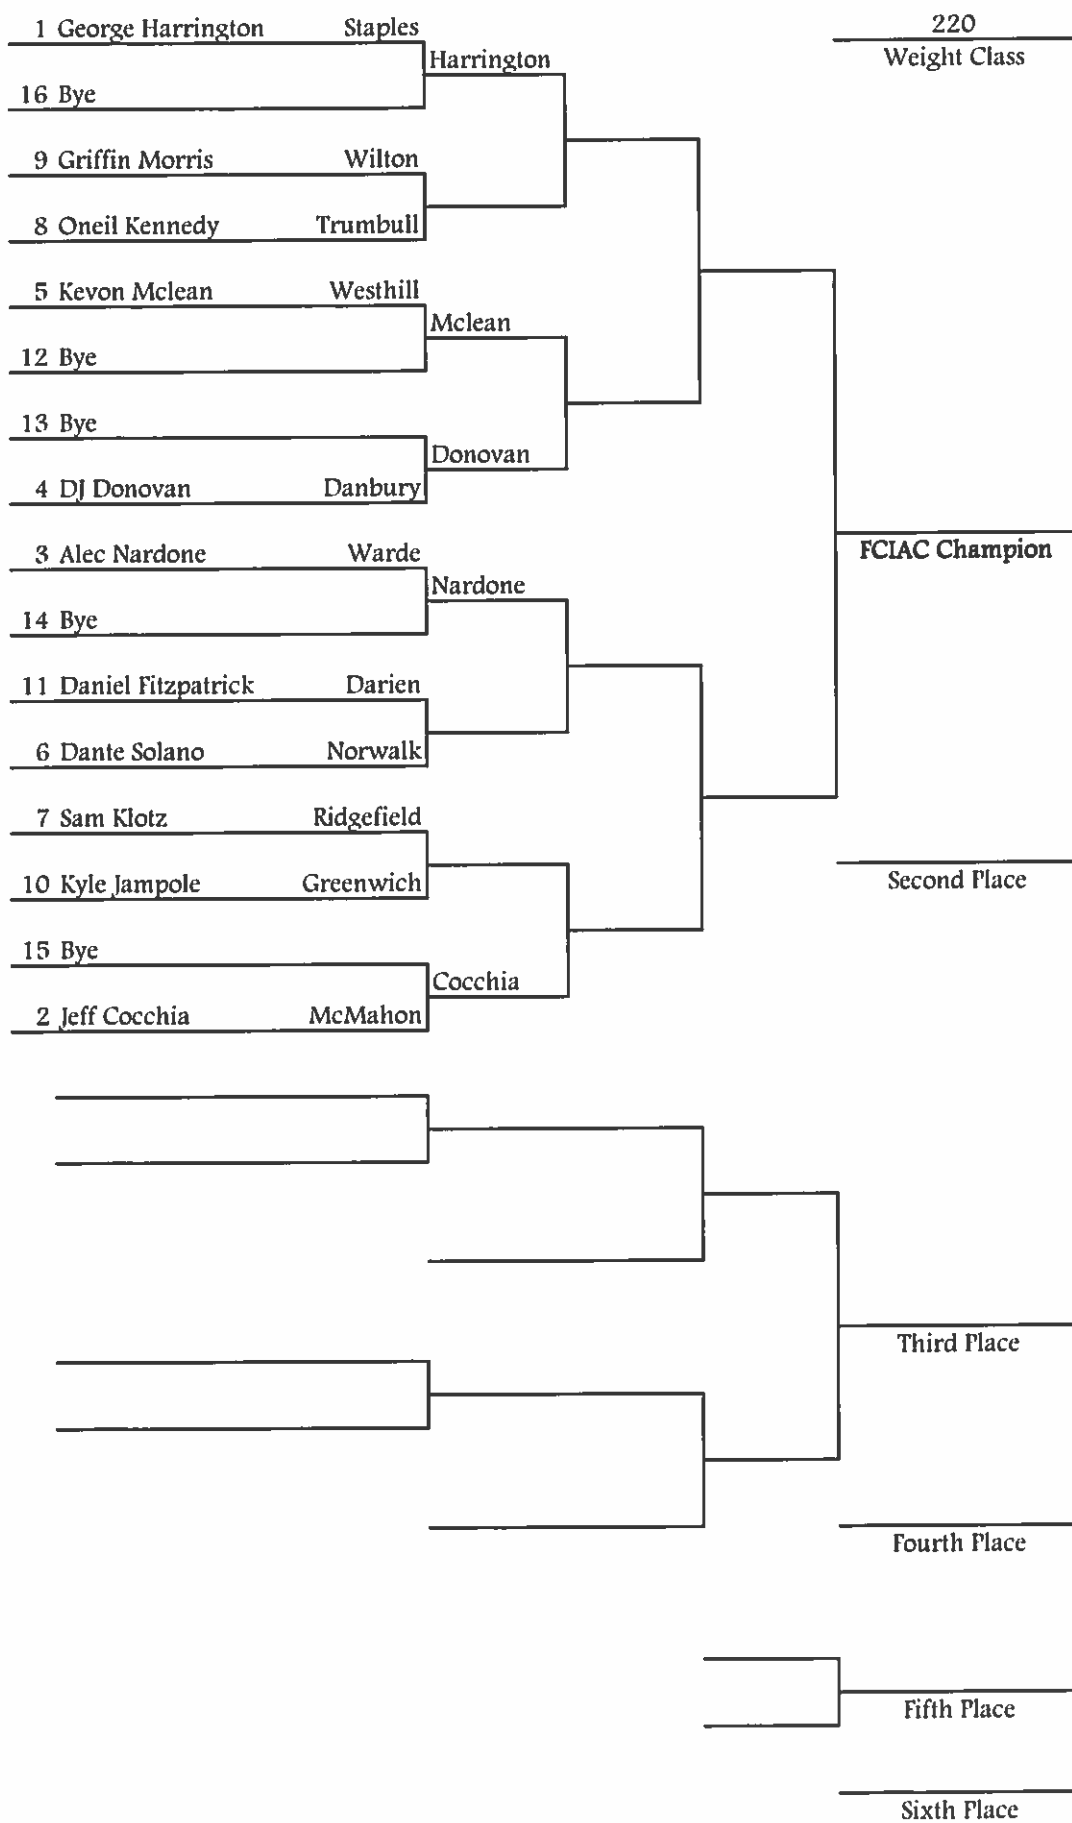 1 George Harrington Staples
220
Weight Class
Harrington
16 Bye
9 Griffin Morris Wilton
8 Oneil Kennedy Trumbull
5 Kevon Mclean Westhill
Mclean
12 Bye
13 Bye
Donovan
4 DJ Donovan Danbury
FCIAC Champion
3 Alec Nardone Warde
Nardone
14 Bye
11 Daniel Fitzpatrick Darien
6 Dante Solano Norwalk
7 Sam Klotz Ridgefield
10 Kyle Jampole Greenwich
Second Place
15 Bye
Cocchia
2 Jeff Cocchia McMahon
Third Place
Fourth Place
Fifth Place
Sixth Place